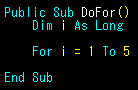 Public Sub DoFor()
    Dim i As Long
    For i = 1 To 5
End Sub